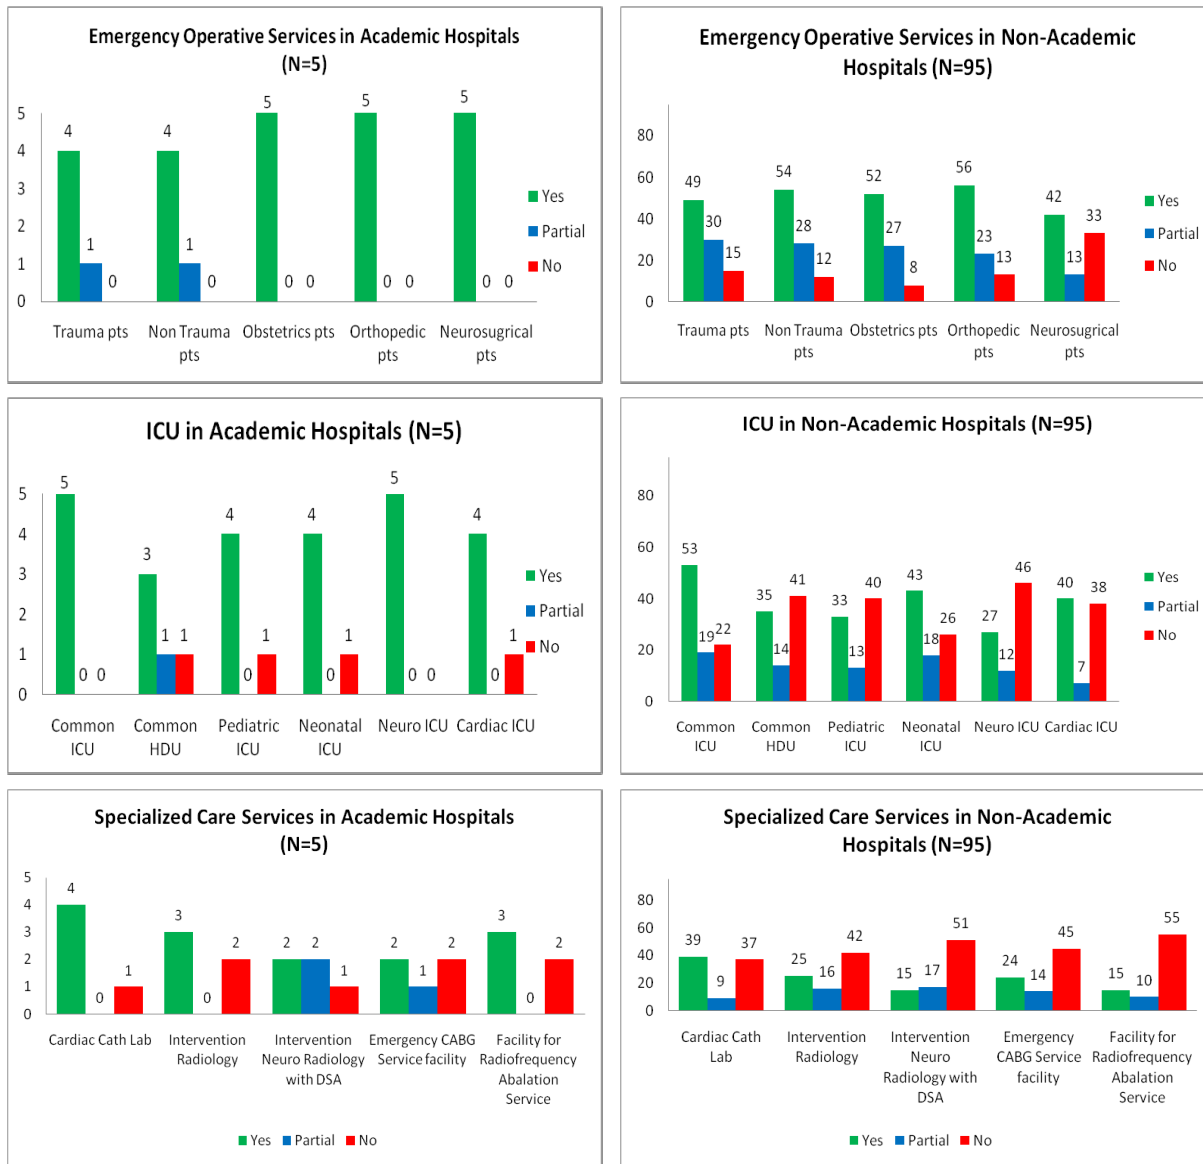 Emergency Operative Services in Academic Hospitals
(N=5)
5
4
3
2
1
0
4
1
0
4
1
0
5
0
0
5
0
0
5
0
0
Trauma pts
Non Trauma
pts
Obstetrics pts
Orthopedic
pts
Neurosugrical pts
Yes
Partial
No
Emergency Operative Services in Non-Academic
Hospitals (N=95)
80
60
40
20
0
49
30
15
54
28
12
52
27
8
56
23
13
42
13
33
Trauma pts
Non Trauma
pts
Obstetrics pts
Orthopedic
pts
Neurosugrical
pts
Yes
Partial
No
ICU in Academic Hospitals (N=5)
5
4
3
2
1
0
5
0
0
3
1
1
4
0
1
4
0
1
5
0
0
4
0
1
Common
ICU
Common
HDU
Pediatric
ICU
Neonatal
ICU
Neuro ICU
Cardiac ICU
Yes
Partial
No
ICU in Non-Academic Hospitals (N=95)
80
60
40
20
0
53
19
22
35
14
41
33
13
40
43
18
26
27
12
46
40
7
38
Common
ICU
Common
HDU
Pediatric
ICU
Neonatal
ICU
Neuro ICU
Cardiac ICU
Yes
Partial
No
Specialized Care Services in Academic Hospitals
(N=5)
5
4
3
2
1
0
4
0
1
3
0
2
2
2
1
2
1
2
3
0
2
Cardiac Cath Lab
Intervention
Radiology
Intervention
Neuro Radiology
with DSA
Emergency CABG
Service facility
Facility for
Radiofrequency
Abalation
Service
Yes
Partial
No
Specialized Care Services in Non-Academic
Hospitals (N=95)
80
60
40
20
0
39
9
37
25
16
42
15
17
51
24
14
45
15
10
55
Cardiac Cath
Lab
Intervention
Radiology
Intervention
Neuro
Radiology with
DSA
Emergency
CABG Service
facility
Facility for
Radiofrequency
Abalation
Service
Yes
Partial
No